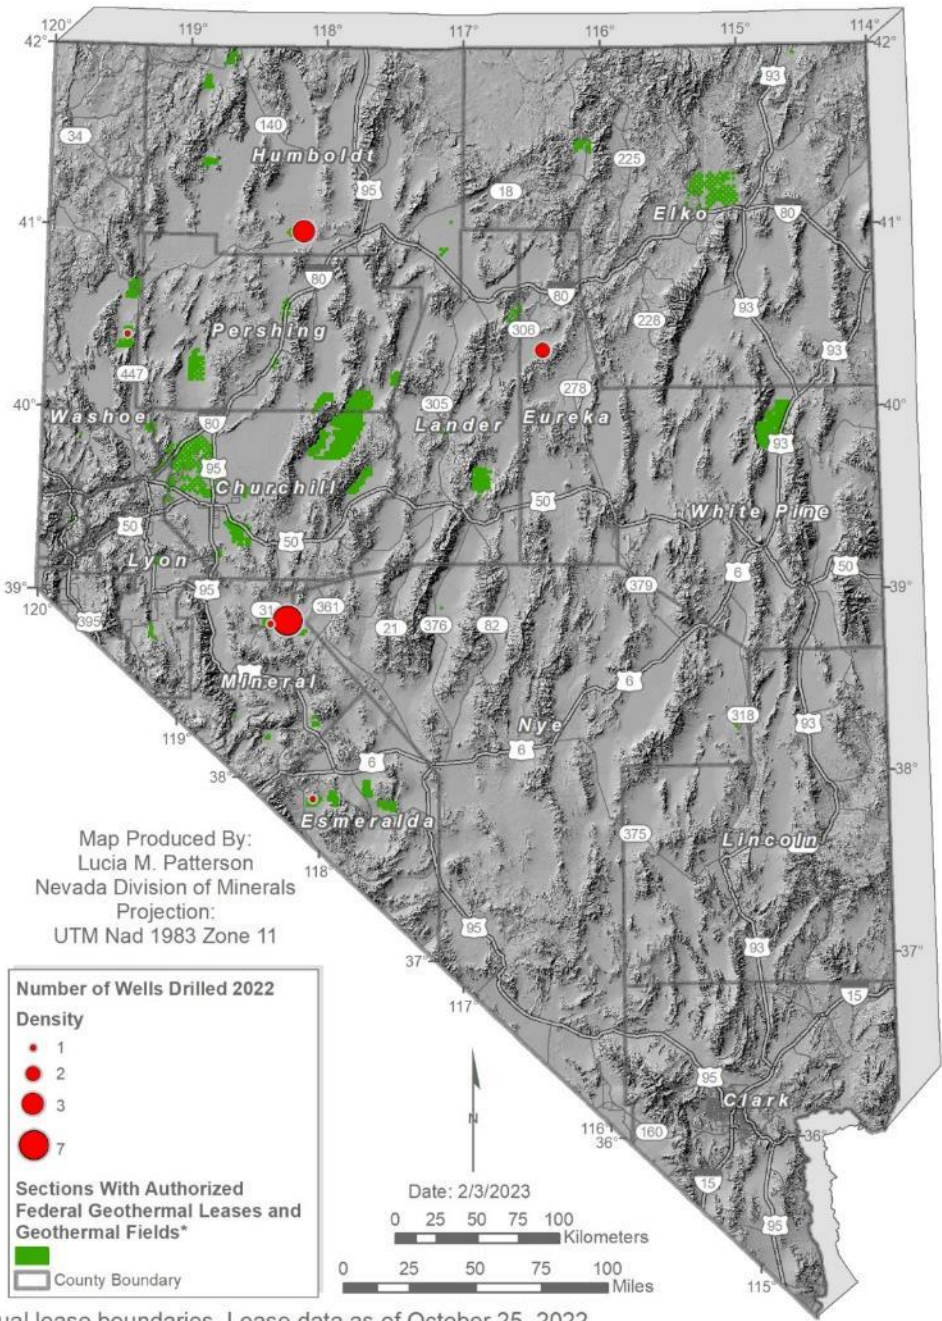 120°
119°
118°
117°
116°
115°
114°
42°
42°
93
34
140
Humboldt
225
95
18
Elko
41°
80
41°
80
80
93
Pershing
306
228
93
447
278
40°
305
40°
Washoe
80
Lander
Eureka
93
95
Churchill
50
White Pine
50
50
Lyon
6
50
39°
95
379
39°
120°
31
361
395
21
376
82
Mineral
6
318
Nye
93
119°
6
6
38°
38°
Esmeralda
375
Lincoln
Map Produced By:
Lucia M. Patterson
Nevada Division of Minerals
Projection:
UTM Nad 1983 Zone 11
118°
95
93
37°
37°
117°
15
Number of Wells Drilled 2022
Density
1
2
3
7
95
Clark
116°
36°
160
36°
N
15
Sections With Authorized
Federal Geothermal Leases and
Geothermal Fields*
County Boundary
Date: 2/3/2023
0 25 50 75 100
Kilometers
95
0 25 50 75 100
Miles
115°
ual lease boundaries. Lease data as of October 25, 2022